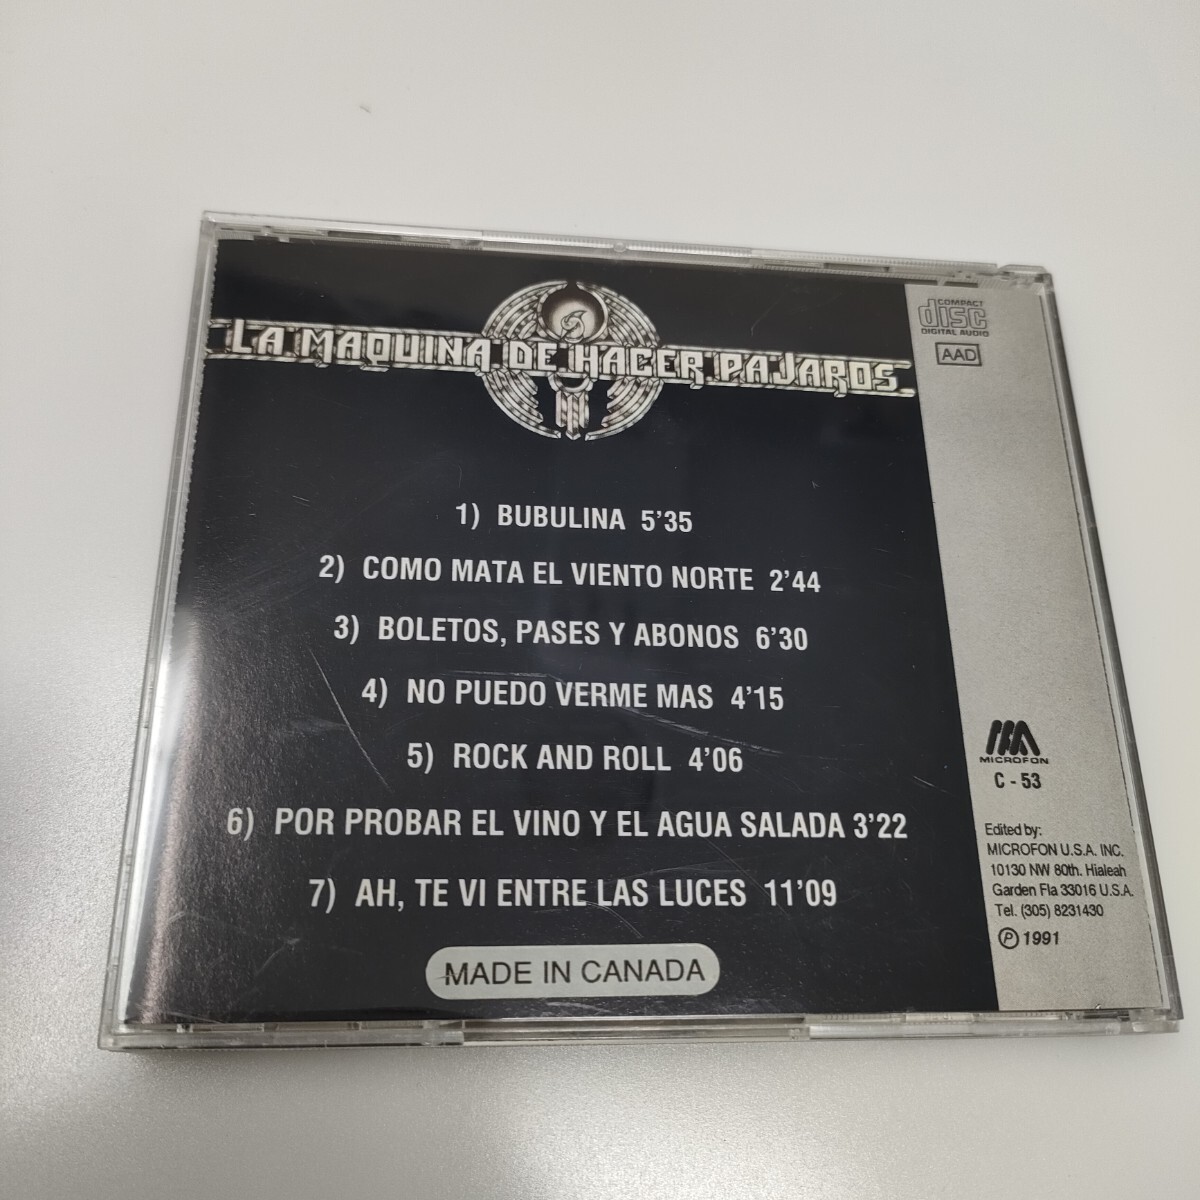 LA MAQUINA DE HACER PAJAROS
COMPACT
disc
DIGITAL AUDIO
AAD
1) BUBULINA 5'35
2) COMO MATA EL VIENTO NORTE 2'44
3) BOLETOS, PASES Y ABONOS 6'30
4) NO PUEDO VERME MAS 4'15
5) ROCK AND ROLL 4'06
6) POR PROBAR EL VINO Y EL AGUA SALADA 3'22
7) AH, TE VI ENTRE LAS LUCES 11'09
MADE IN CANADA
MICROFON
C - 53
Edited by:
MICROFON U.S.A. INC.
10130 NW 80th. Hialeah
Garden Fla 33016 U.S.A.
Tel. (305) 8231430
Ⓟ 1991